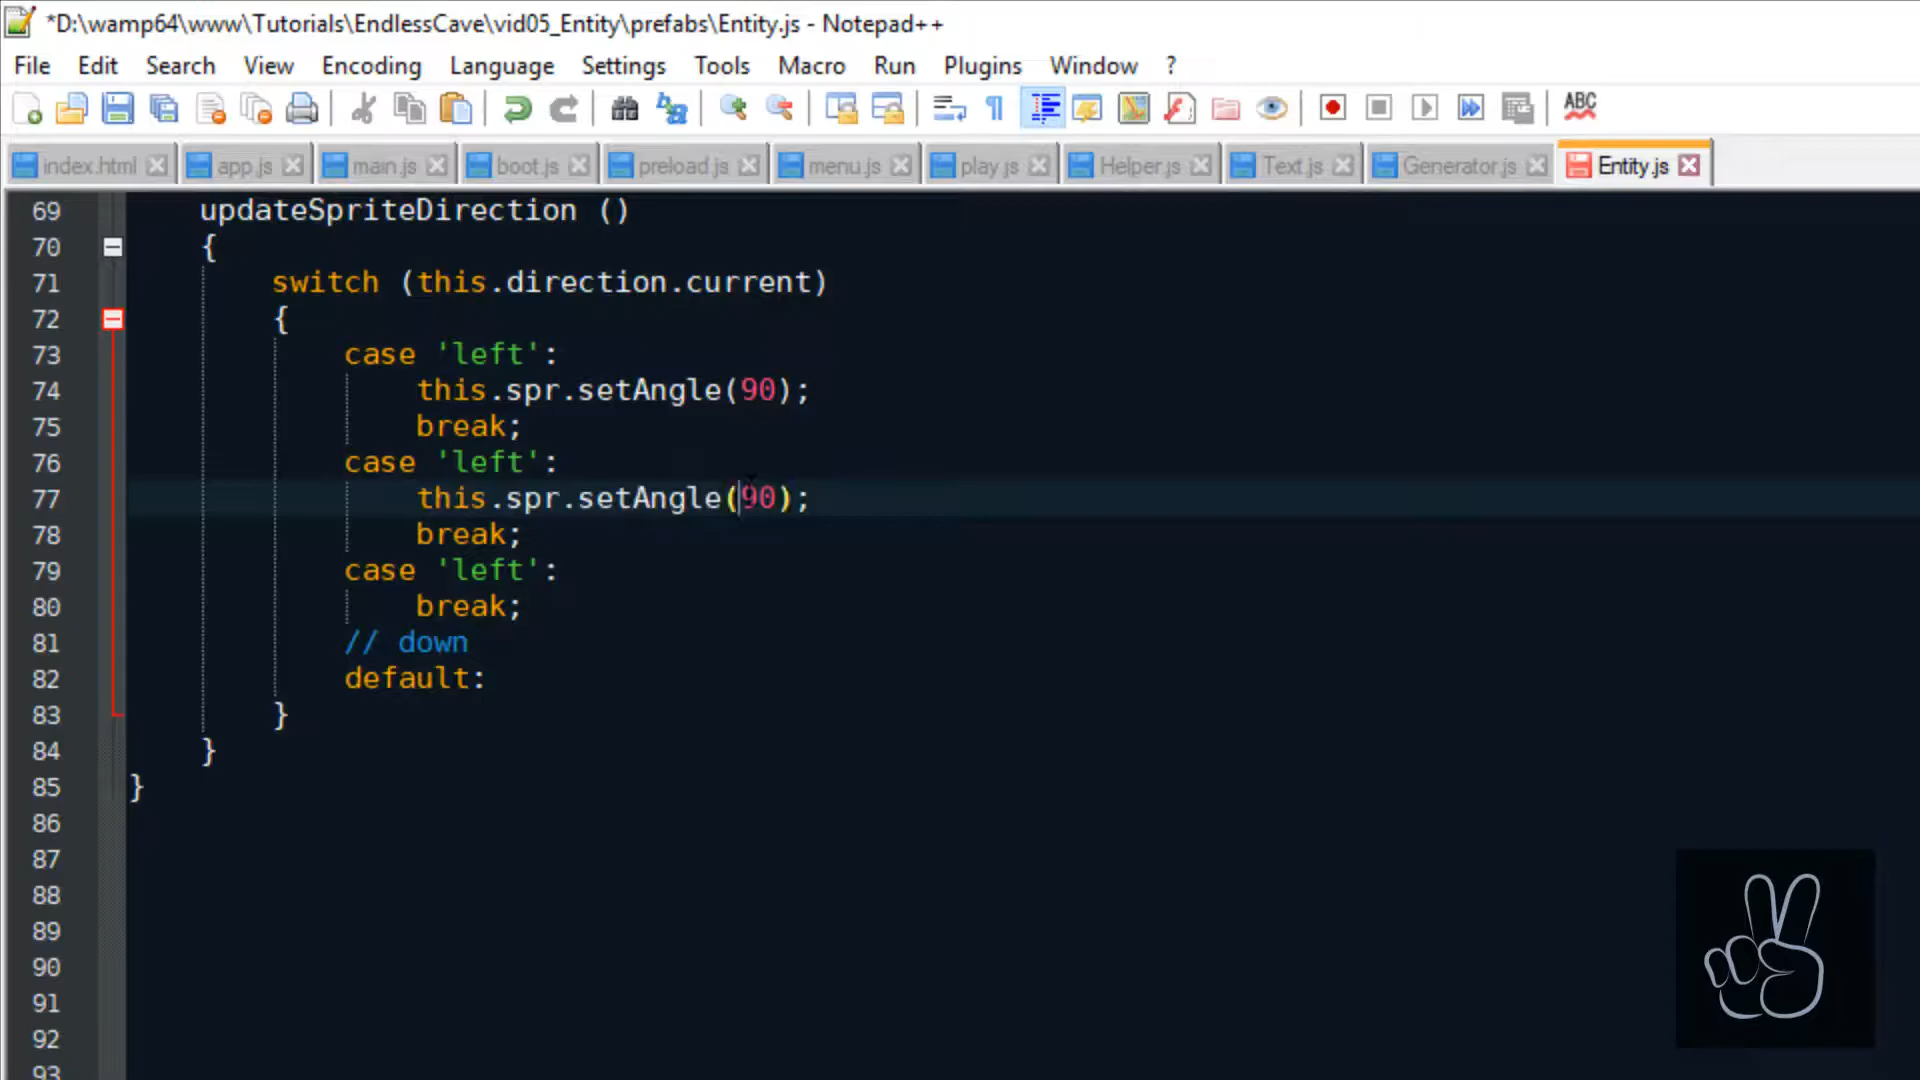 *D:\wamp64\www\Tutorials\EndlessCave\vid05_Entity\prefabs\Entity.js - Notepad++
File Edit Search View Encoding Language Settings Tools Macro Run Plugins Window ?
ABC
index.html app.js main.js boot.js preload.js menu.js play.js Helper.js Text.js Generator.js Entity.js
69 updateSpriteDirection ()
70 {
71 switch (this.direction.current)
72 {
73 case 'left':
74 this.spr.setAngle(90);
75 break;
76 case 'left':
77 this.spr.setAngle(90);
78 break;
79 case 'left':
80 break;
81 // down
82 default:
83 }
84 }
85 }
86
87
88
89
90
91
92
93